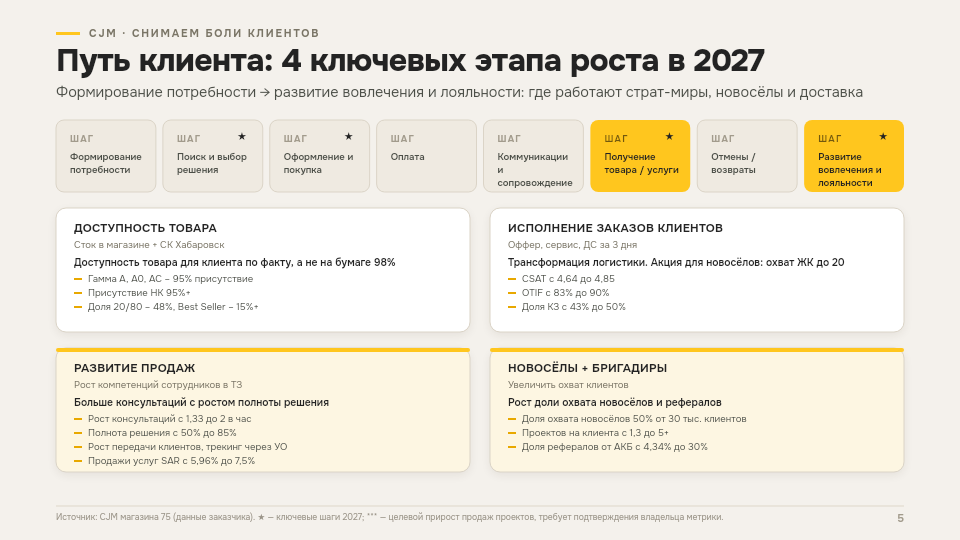 CJM · СНИМАЕМ БОЛИ КЛИЕНТОВ
Путь клиента: 4 ключевых этапа роста в 2027
Формирование потребности → развитие вовлечения и лояльности: где работают страт-миры, новосёлы и доставка
ШАГ
Формирование
потребности
ШАГ ★
Поиск и выбор
решения
ШАГ ★
Оформление и
покупка
ШАГ
Оплата
ШАГ
Коммуникации
и
сопровождение
ШАГ ★
Получение
товара / услуги
ШАГ
Отмены /
возвраты
ШАГ ★
Развитие
вовлечения и
лояльности
ДОСТУПНОСТЬ ТОВАРА
Сток в магазине + СК Хабаровск
Доступность товара для клиента по факту, а не на бумаге 98%
Гамма А, А0, АС – 95% присутствие
Присутствие НК 95%+
Доля 20/80 – 48%, Best Seller – 15%+
ИСПОЛНЕНИЕ ЗАКАЗОВ КЛИЕНТОВ
Оффер, сервис, ДС за 3 дня
Трансформация логистики. Акция для новосёлов: охват ЖК до 20
CSAT с 4,64 до 4,85
OTIF с 83% до 90%
Доля КЗ с 43% до 50%
РАЗВИТИЕ ПРОДАЖ
Рост компетенций сотрудников в ТЗ
Больше консультаций с ростом полноты решения
Рост консультаций с 1,33 до 2 в час
Полнота решения с 50% до 85%
Рост передачи клиентов, трекинг через УО
Продажи услуг SAR с 5,96% до 7,5%
НОВОСЁЛЫ + БРИГАДИРЫ
Увеличить охват клиентов
Рост доли охвата новосёлов и рефералов
Доля охвата новосёлов 50% от 30 тыс. клиентов
Проектов на клиента с 1,3 до 5+
Доля рефералов от АКБ с 4,34% до 30%
Источник: CJM магазина 75 (данные заказчика). ★ — ключевые шаги 2027; *** — целевой прирост продаж проектов, требует подтверждения владельца метрики.
5